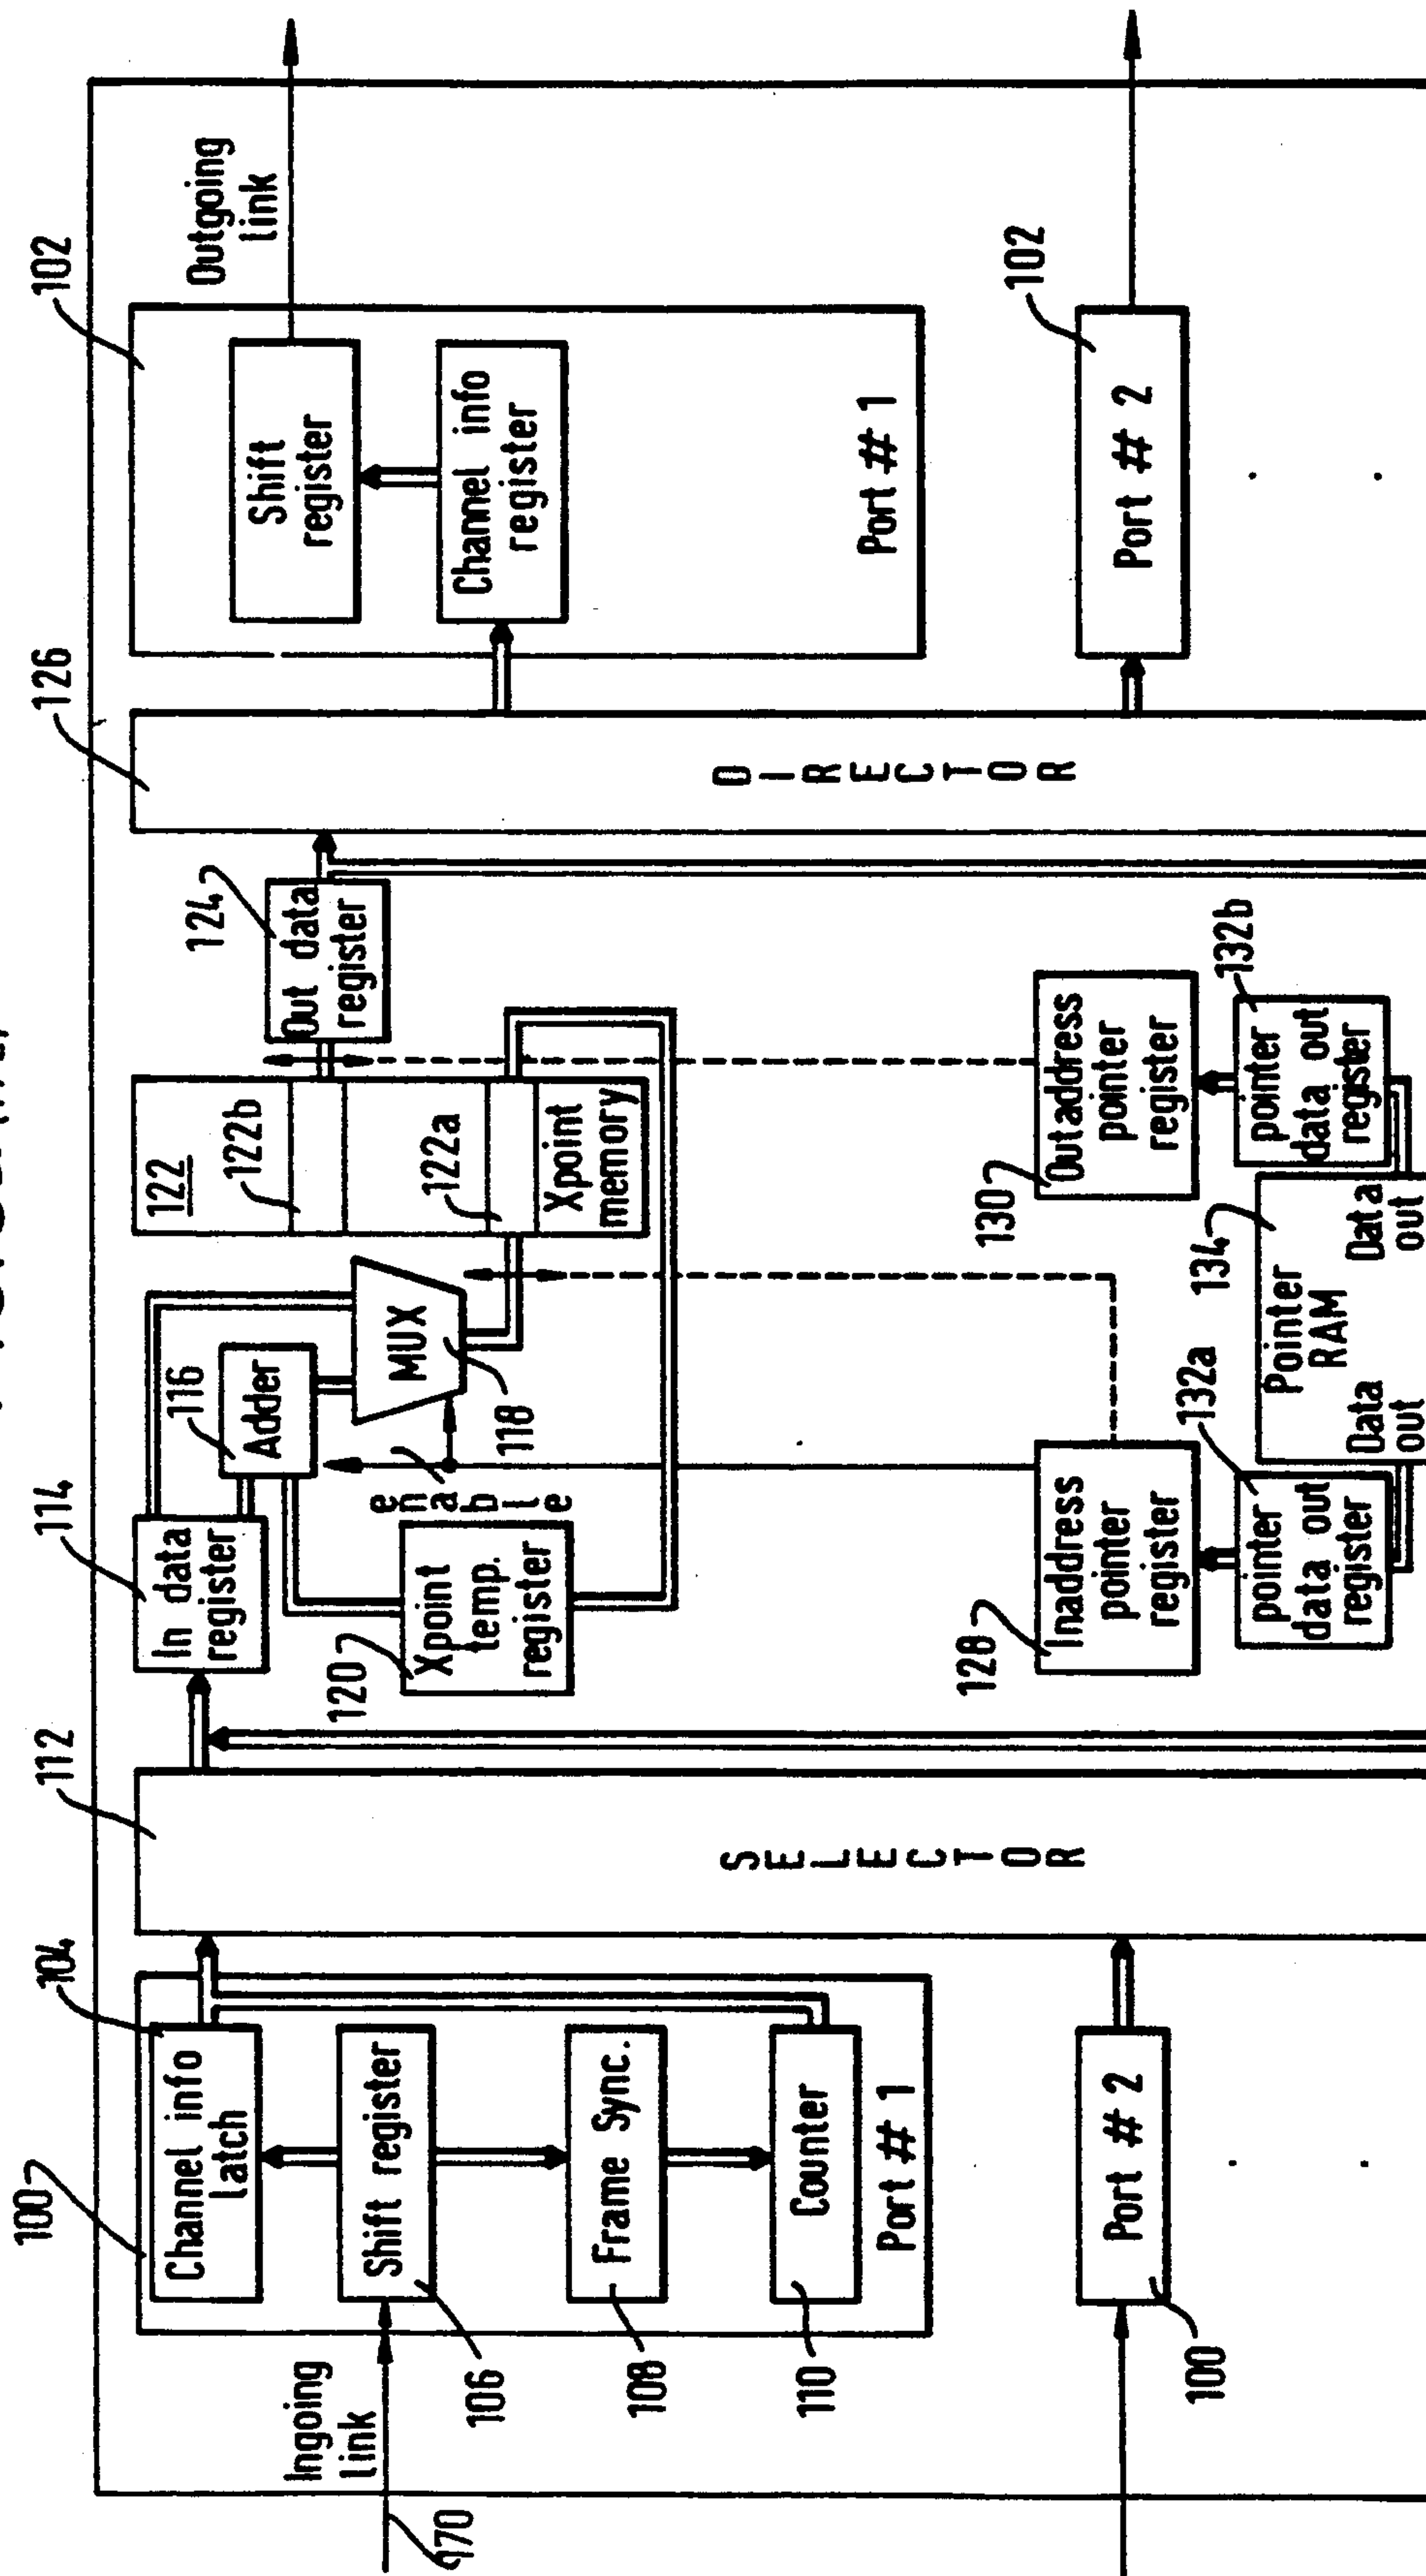 100
104
Channel info
latch
Shift register
Frame Sync.
Counter
Port # 1
Ingoing
link
970
106
108
110
Port # 2
100
112
SELECTOR
114
In data
register
116
Adder
MUX
118
enable
120
Xpoint
temp.
register
122
122b
122a
Xpoint
memory
124
Out data
register
128
Inaddress
pointer
register
130
Outaddress
pointer
register
132a
pointer
data out
register
132b
pointer
data out
register
134
Pointer
RAM
Data
out
Data
out
126
DIRECTOR
102
Shift
register
Channel info
register
Port # 1
Outgoing
link
102
Port # 2